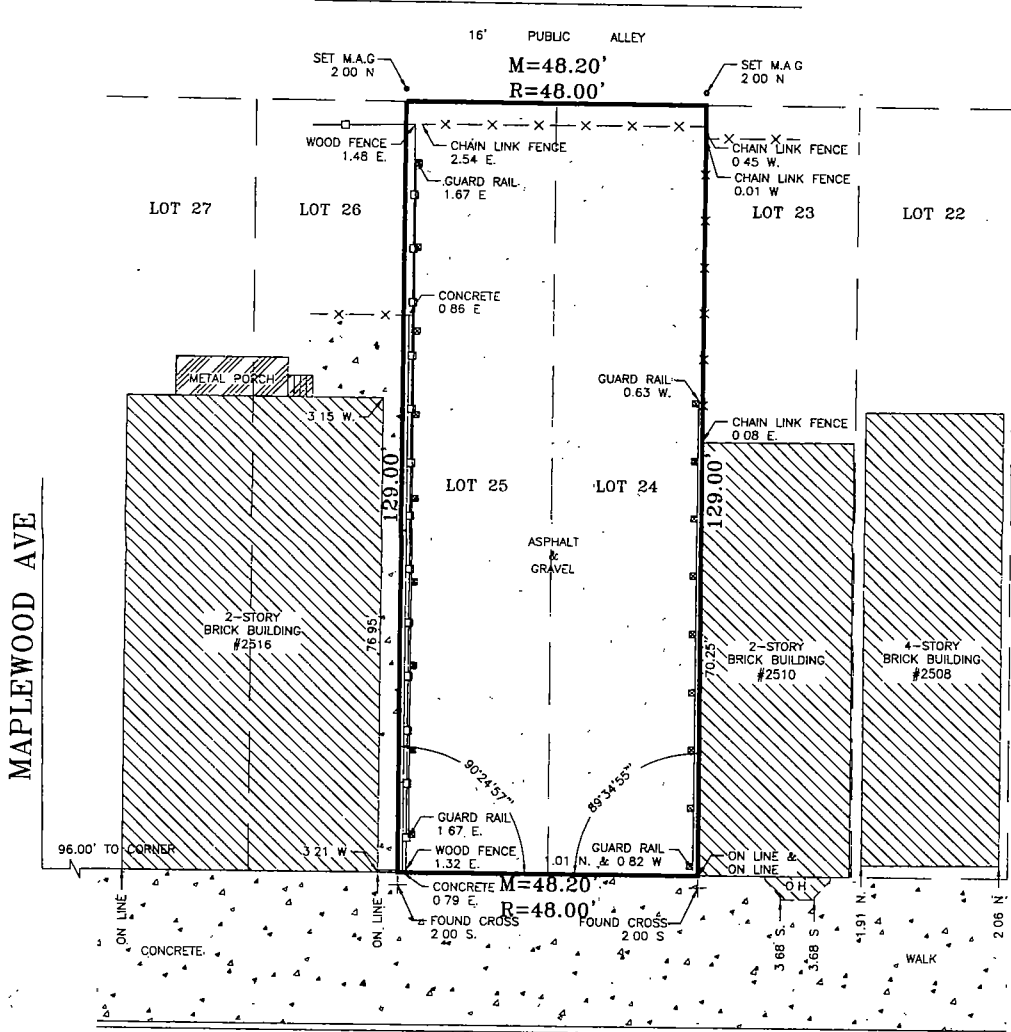 16' PUBLIC ALLEY
SET M.A.G
2 00 N
M=48.20'
R=48.00'
SET M.A.G
2 00 N
WOOD FENCE
1.48 E.
CHAIN LINK FENCE
2.54 E.
CHAIN LINK FENCE
0 45 W.
CHAIN LINK FENCE
0.01 W
GUARD RAIL
1.67 E
LOT 27
LOT 26
LOT 23
LOT 22
CONCRETE
0 86 E
METAL PORCH
3 15 W.
GUARD RAIL
0.63 W.
CHAIN LINK FENCE
0 08 E.
129.00'
LOT 25
LOT 24
129.00'
ASPHALT
&
GRAVEL
MAPLEWOOD AVE
2-STORY
BRICK BUILDING
#2516
76 95'
70.25'
2-STORY
BRICK BUILDING
#2510
4-STORY
BRICK BUILDING
#2508
90°24'57"
89°34'55"
GUARD RAIL
1 67 E.
96.00' TO CORNER
3 21 W
WOOD FENCE
1.32 E.
GUARD RAIL
1.01 N. & 0 82 W
ON LINE &
ON LINE
CONCRETE
0 79 E.
M=48.20'
R=48.00'
O H
FOUND CROSS
2 00 S.
FOUND CROSS
2 00 S
ON LINE
ON LINE
3 68' S.
3.68 S
1.91 N.
2 06 N
CONCRETE
WALK